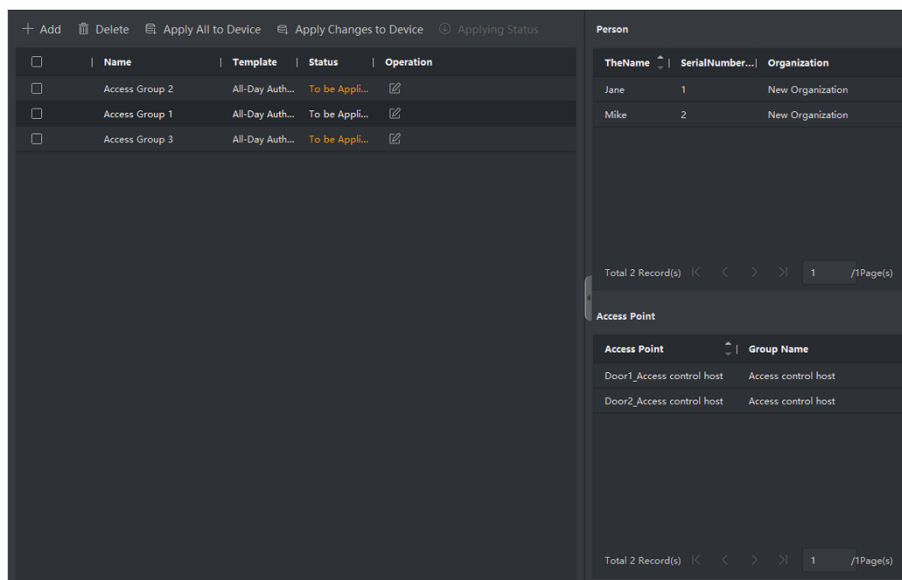 Add Delete Apply All to Device Apply Changes to Device Applying Status
Name Template Status Operation
Access Group 2 All-Day Auth... To be Appli...
Access Group 1 All-Day Auth... To be Appli...
Access Group 3 All-Day Auth... To be Appli...
Person
TheName SerialNumber... Organization
Jane 1 New Organization
Mike 2 New Organization
Total 2 Record(s) 1 /1Page(s)
Access Point
Access Point Group Name
Door1_Access control host Access control host
Door2_Access control host Access control host
Total 2 Record(s) 1 /1Page(s)